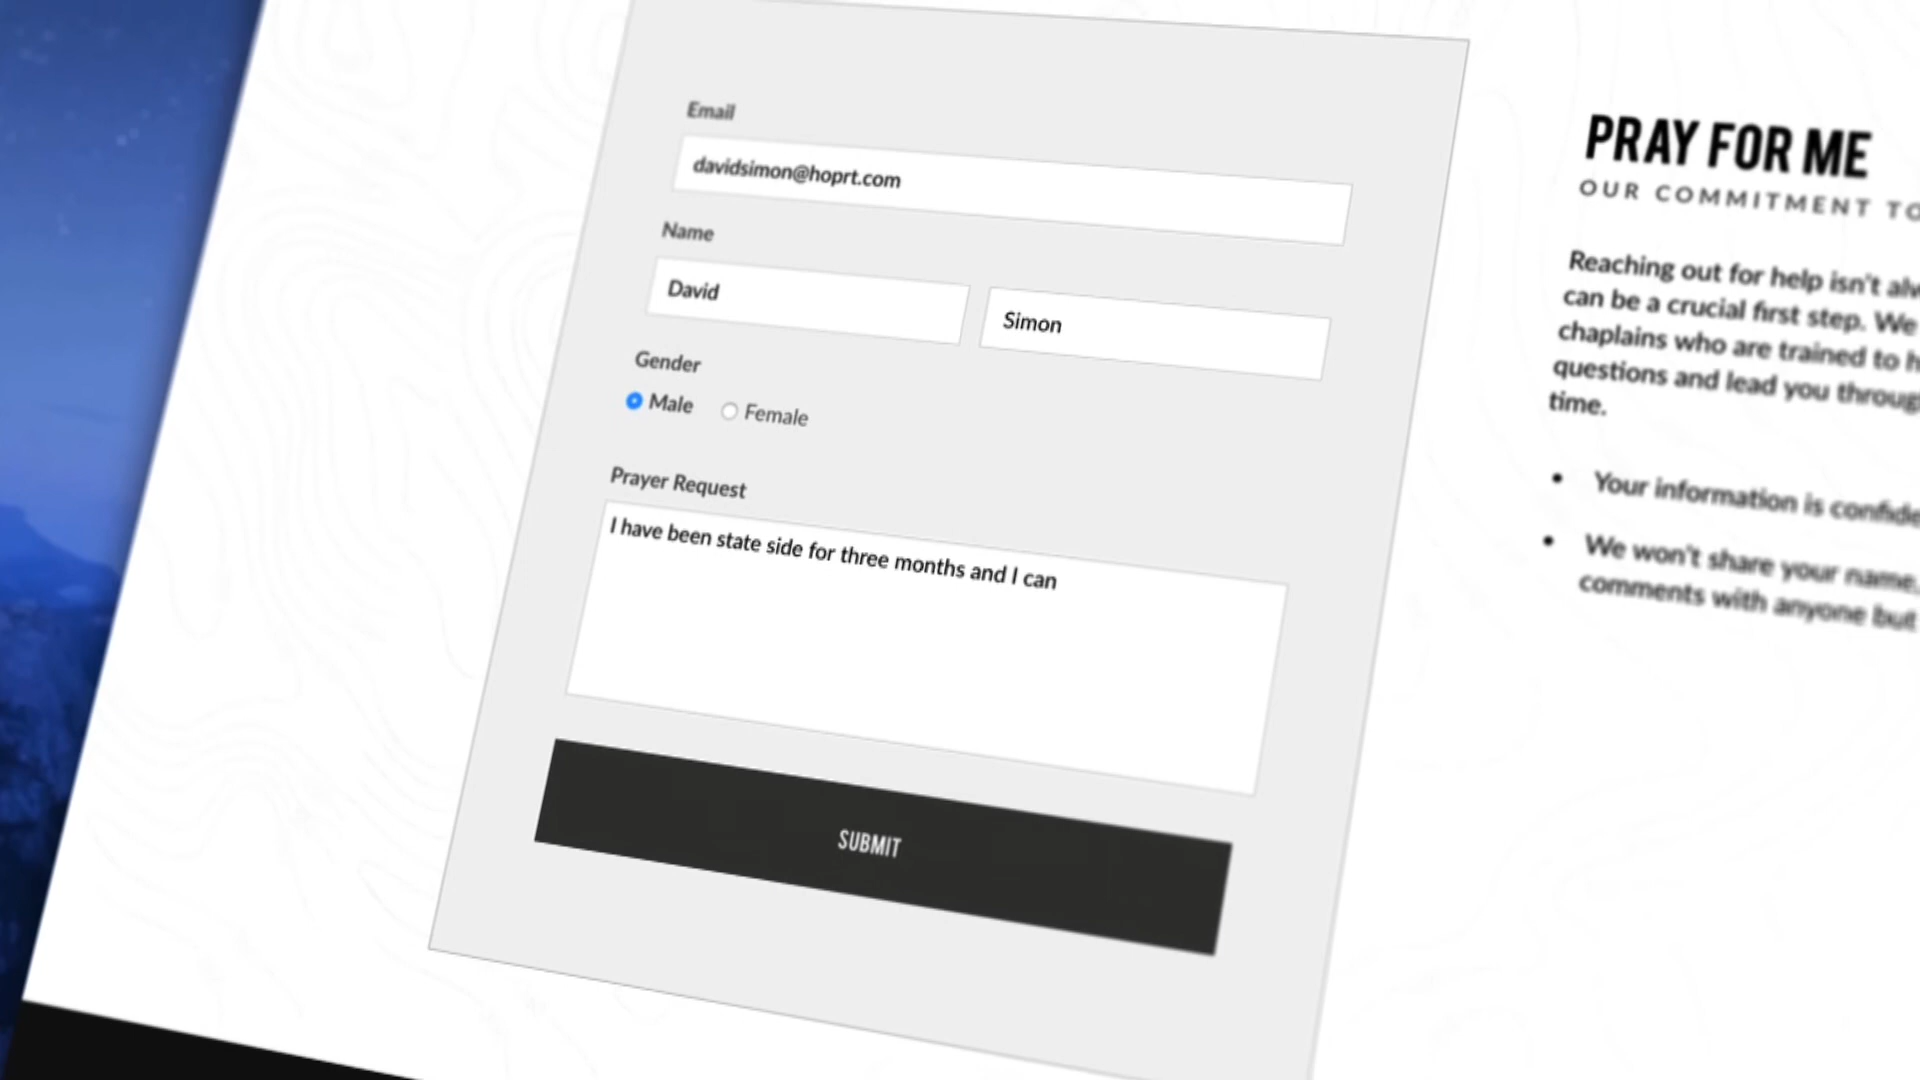 Email
davidsimon@hoprt.com
Name
David
Simon
Gender
Male
Female
Prayer Request
I have been state side for three months and I can
SUBMIT
PRAY FOR ME
OUR COMMITMENT TO
Reaching out for help isn't
can be a crucial first step. We
chaplains who are trained to
questions and lead you
time.
• Your information is
• We won't share your name,
comments with anyone but